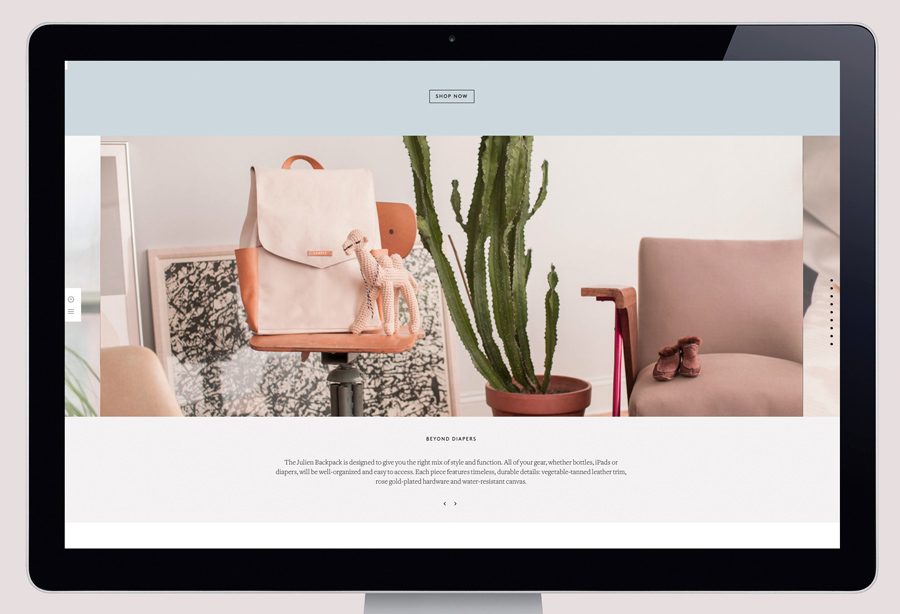 SHOP NOW
BEYOND DIAPERS
The Julien Backpack is designed to give you the right mix of style and function. All of your gear, whether bottles, iPads or
diapers, will be well-organized and easy to access. Each piece features timeless, durable details: vegetable-tanned leather trim,
rose gold-plated hardware and water-resistant canvas.